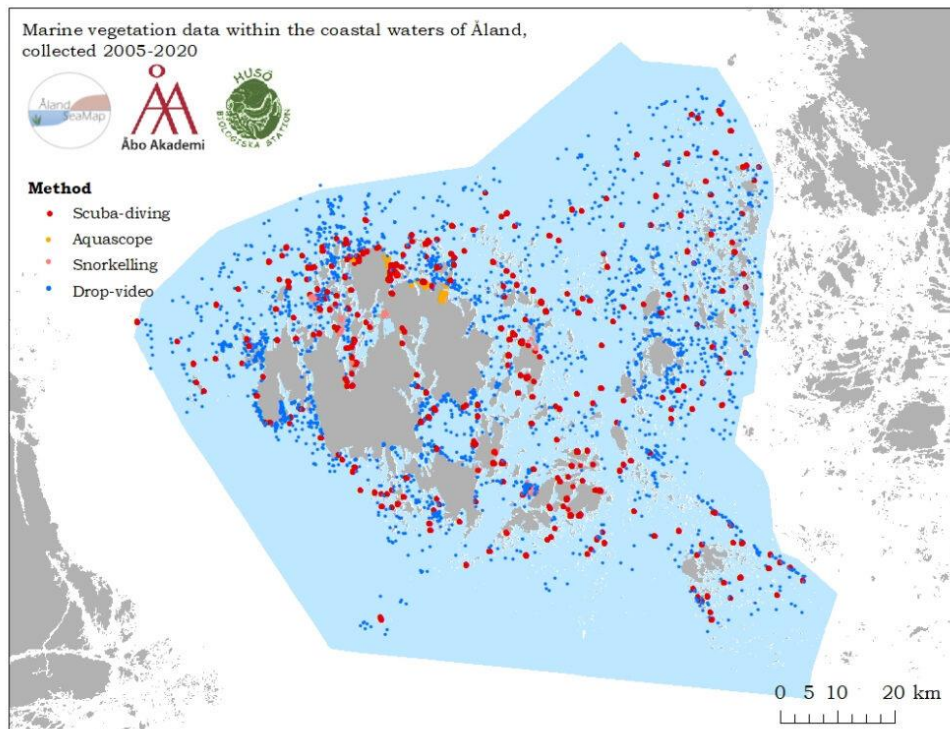 Marine vegetation data within the coastal waters of Åland,
collected 2005-2020
Åland
SeaMap
Åbo Akademi
HUSÖ
BIOLOGISKA STATION
Method
Scuba-diving
Aquascope
Snorkelling
Drop-video
0 5 10 20 km